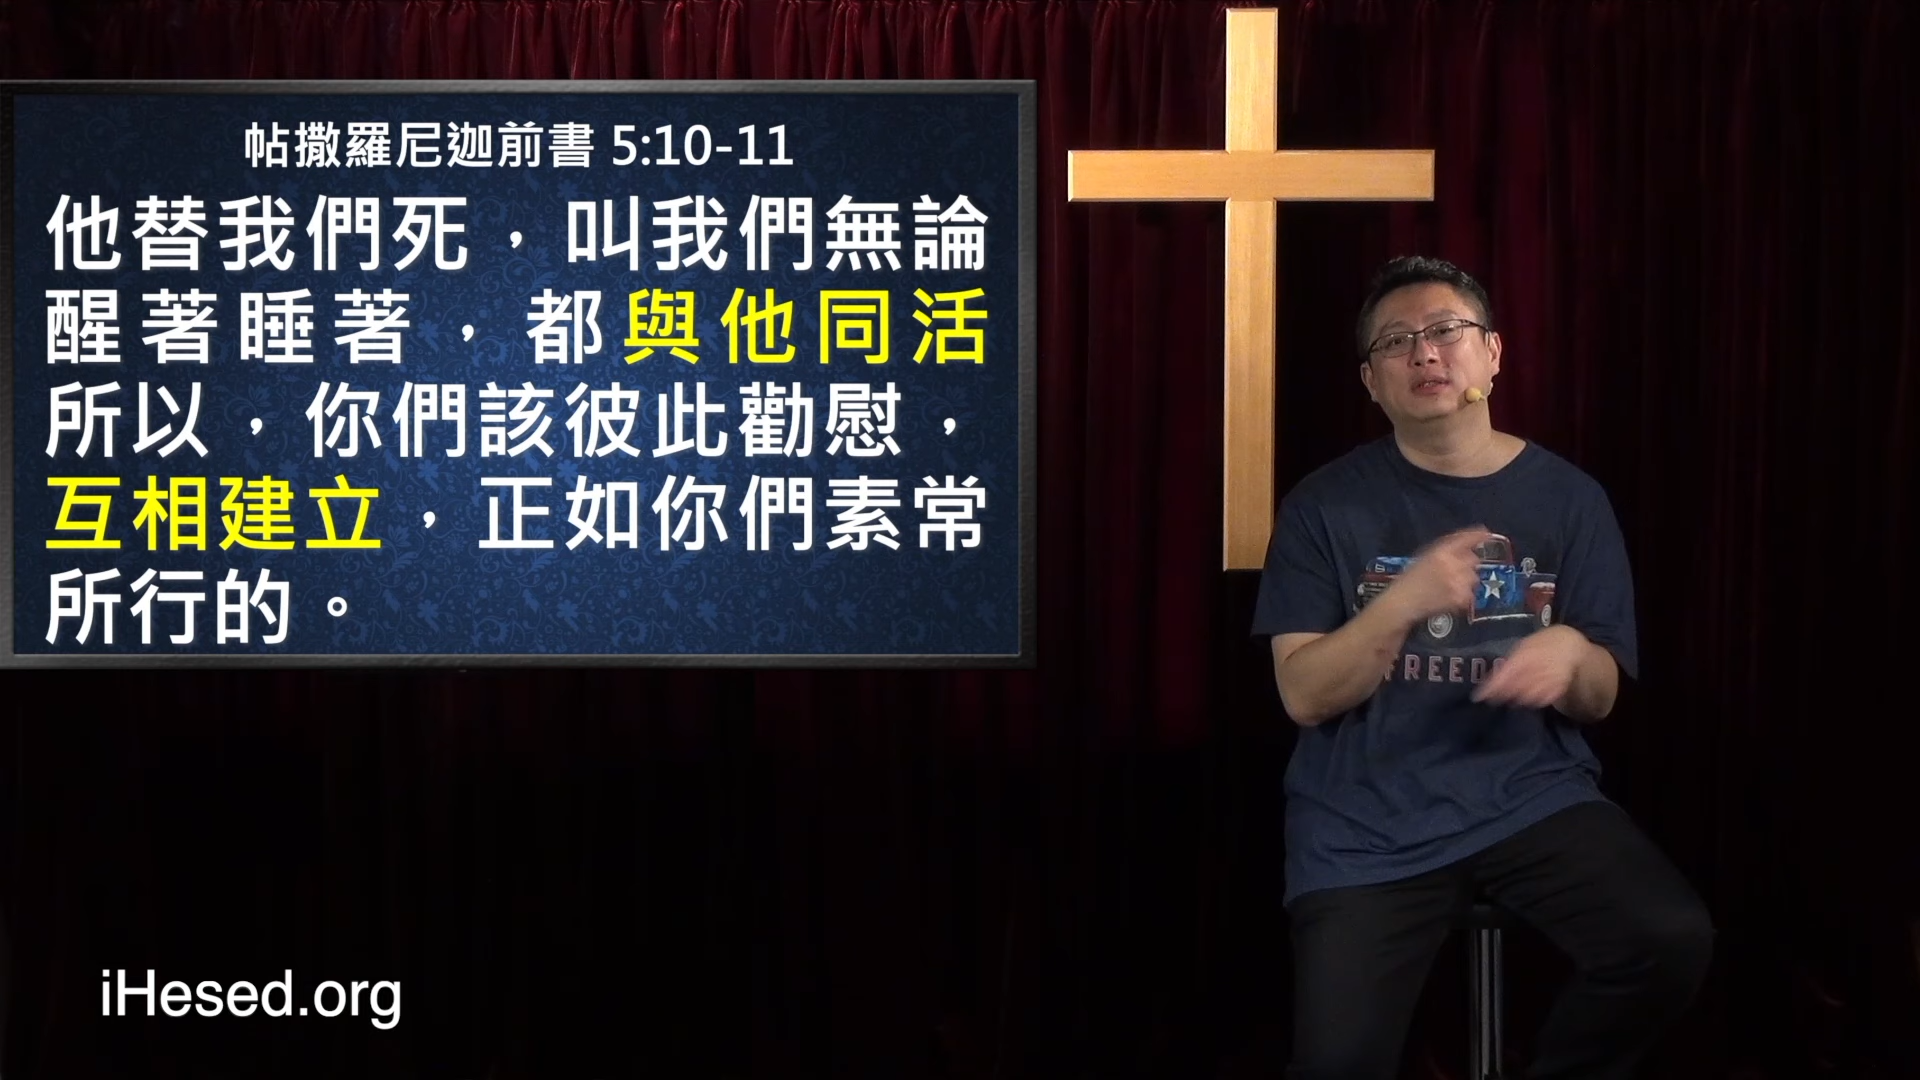 帖撒羅尼迦前書 5:10-11
他替我們死，叫我們無論
醒著睡著，都與他同活
所以，你們該彼此勸慰，
互相建立，正如你們素常
所行的。
FREEDO
iHesed.org